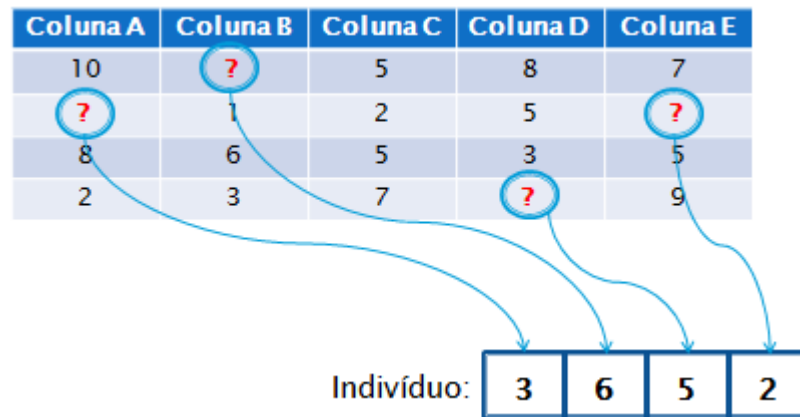 Coluna A Coluna B Coluna C Coluna D Coluna E
10 ? 5 8 7
? 1 2 5 ?
8 6 5 3 5
2 3 7 ? 9
Indivíduo: 3 6 5 2